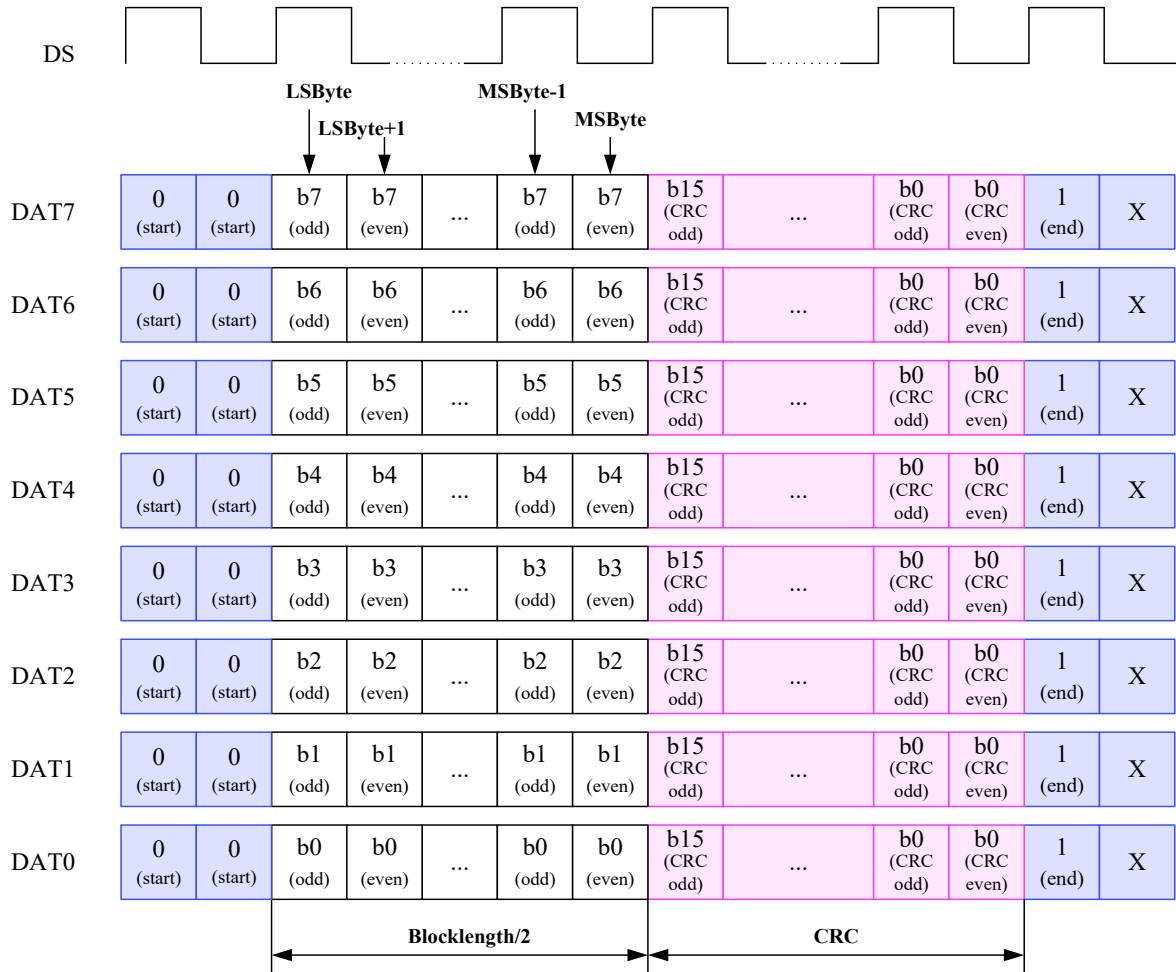 DS
LSByte
LSByte+1
MSByte-1
MSByte
DAT7 0 (start) 0 (start) b7 (odd) b7 (even) ... b7 (odd) b7 (even) b15 (CRC odd) ... b0 (CRC odd) b0 (CRC even) 1 (end) X
DAT6 0 (start) 0 (start) b6 (odd) b6 (even) ... b6 (odd) b6 (even) b15 (CRC odd) ... b0 (CRC odd) b0 (CRC even) 1 (end) X
DAT5 0 (start) 0 (start) b5 (odd) b5 (even) ... b5 (odd) b5 (even) b15 (CRC odd) ... b0 (CRC odd) b0 (CRC even) 1 (end) X
DAT4 0 (start) 0 (start) b4 (odd) b4 (even) ... b4 (odd) b4 (even) b15 (CRC odd) ... b0 (CRC odd) b0 (CRC even) 1 (end) X
DAT3 0 (start) 0 (start) b3 (odd) b3 (even) ... b3 (odd) b3 (even) b15 (CRC odd) ... b0 (CRC odd) b0 (CRC even) 1 (end) X
DAT2 0 (start) 0 (start) b2 (odd) b2 (even) ... b2 (odd) b2 (even) b15 (CRC odd) ... b0 (CRC odd) b0 (CRC even) 1 (end) X
DAT1 0 (start) 0 (start) b1 (odd) b1 (even) ... b1 (odd) b1 (even) b15 (CRC odd) ... b0 (CRC odd) b0 (CRC even) 1 (end) X
DAT0 0 (start) 0 (start) b0 (odd) b0 (even) ... b0 (odd) b0 (even) b15 (CRC odd) ... b0 (CRC odd) b0 (CRC even) 1 (end) X
Blocklength/2 CRC